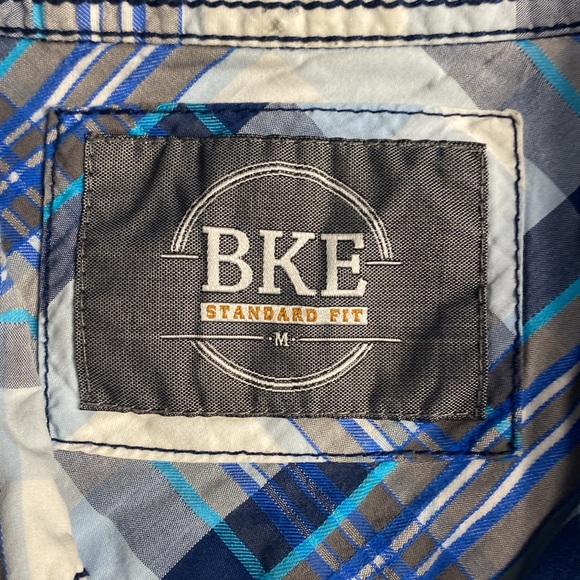 BKE
STANDARD FIT
· M ·